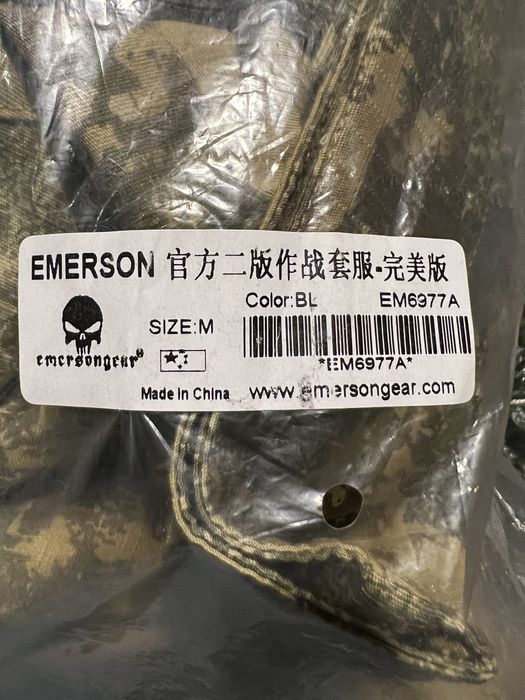 EMERSON 官方二版作战套服-完美版
Color:BL EM6977A
SIZE:M
*EM6977A*
emersongear®
Made in China www.emersongear.com